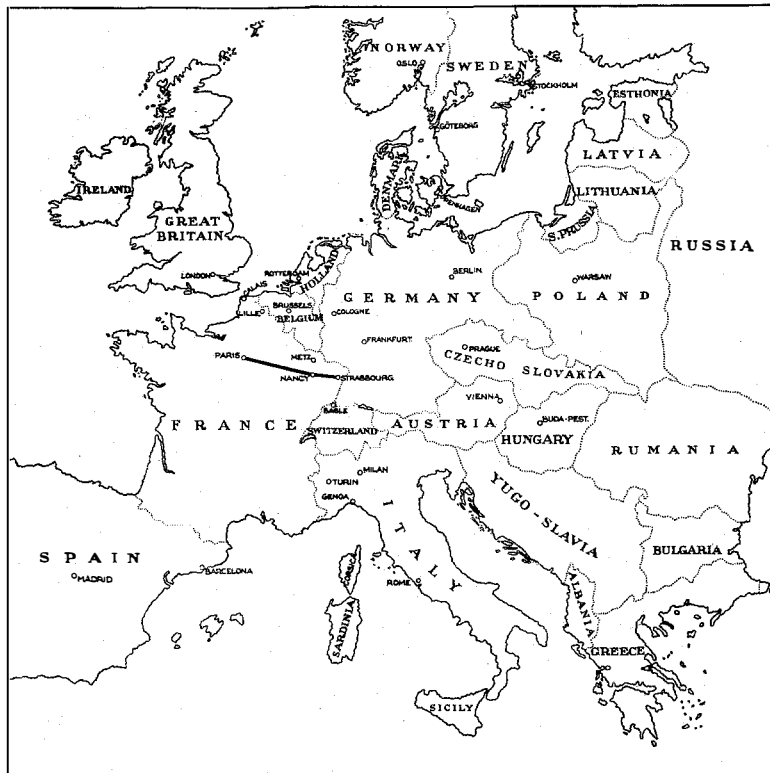 NORWAY
OSLO
SWEDEN
STOCKHOLM
ESTHONIA
GÖTEBORG
LATVIA
LITHUANIA
DENMARK
IRELAND
GREAT
BRITAIN
S. PRUSSIA
RUSSIA
LONDON
ROTTERDAM
HOLLAND
BERLIN
WARSAW
CALAIS
GERMANY
POLAND
LILLE
BRUSSELS
BELGIUM
COLOGNE
FRANKFURT
PRAGUE
CZECHO SLOVAKIA
PARIS
METZ
NANCY
STRASBOURG
VIENNA
BASLE
FRANCE
SWITZERLAND
AUSTRIA
BUDA-PEST.
HUNGARY
RUMANIA
MILAN
TURIN
GENOA
ITALY
YUGO-SLAVIA
SPAIN
MADRID
BARCELONA
CORSICA
ROME
BULGARIA
ALBANIA
SARDINIA
GREECE
SICILY